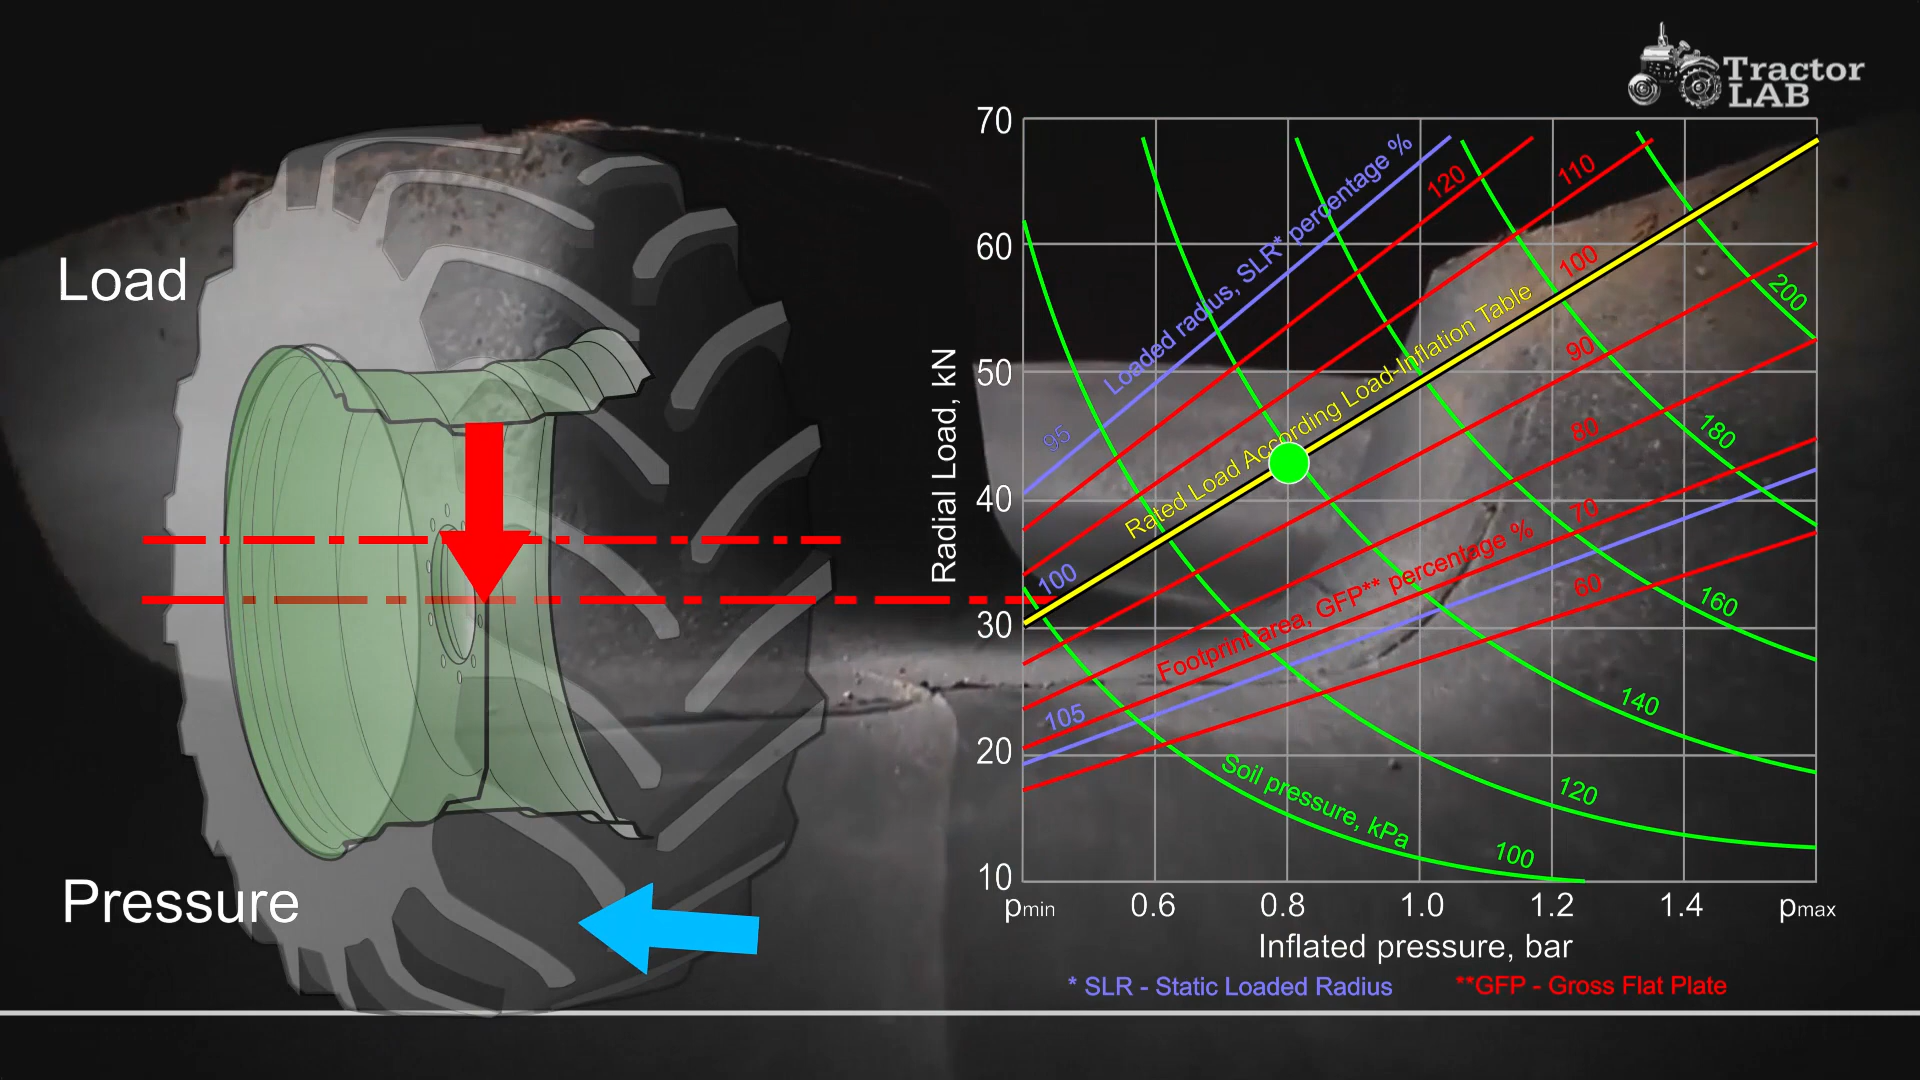 Tractor
LAB
Load
Pressure
Radial Load, kN
70
60
50
40
30
20
10
pmin
0.6
0.8
1.0
1.2
1.4
pmax
Inflated pressure, bar
Loaded radius, SLR* percentage %
95
100
105
120
110
100
90
80
70
60
Rated Load According Load-Inflation Table
Footprint area, GFP** percentage %
Soil pressure, kPa
200
180
160
140
120
100
* SLR - Static Loaded Radius
**GFP - Gross Flat Plate